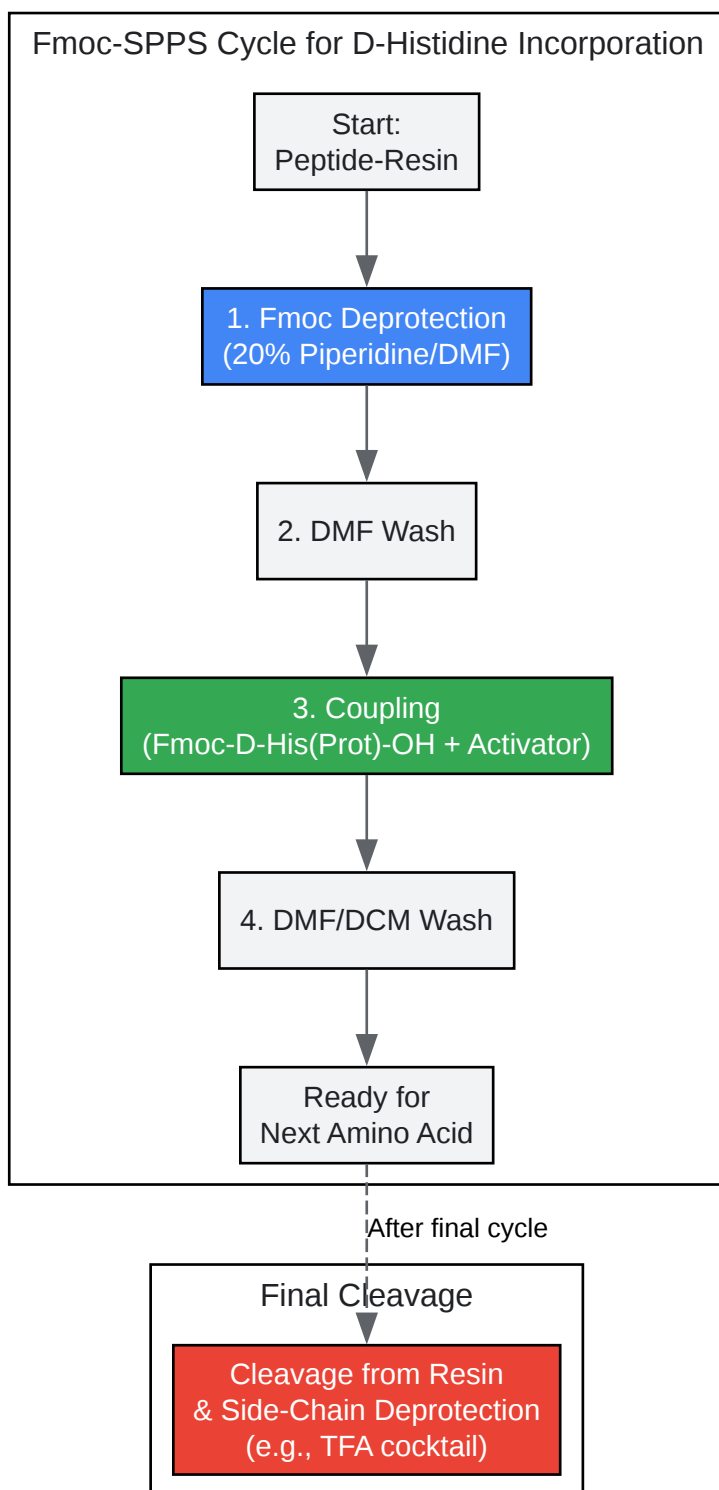 Fmoc-SPPS Cycle for D-Histidine Incorporation
Start:
Peptide-Resin
1. Fmoc Deprotection
(20% Piperidine/DMF)
2. DMF Wash
3. Coupling
(Fmoc-D-His(Prot)-OH + Activator)
4. DMF/DCM Wash
Ready for
Next Amino Acid
After final cycle
Final Cleavage
Cleavage from Resin
& Side-Chain Deprotection
(e.g., TFA cocktail)